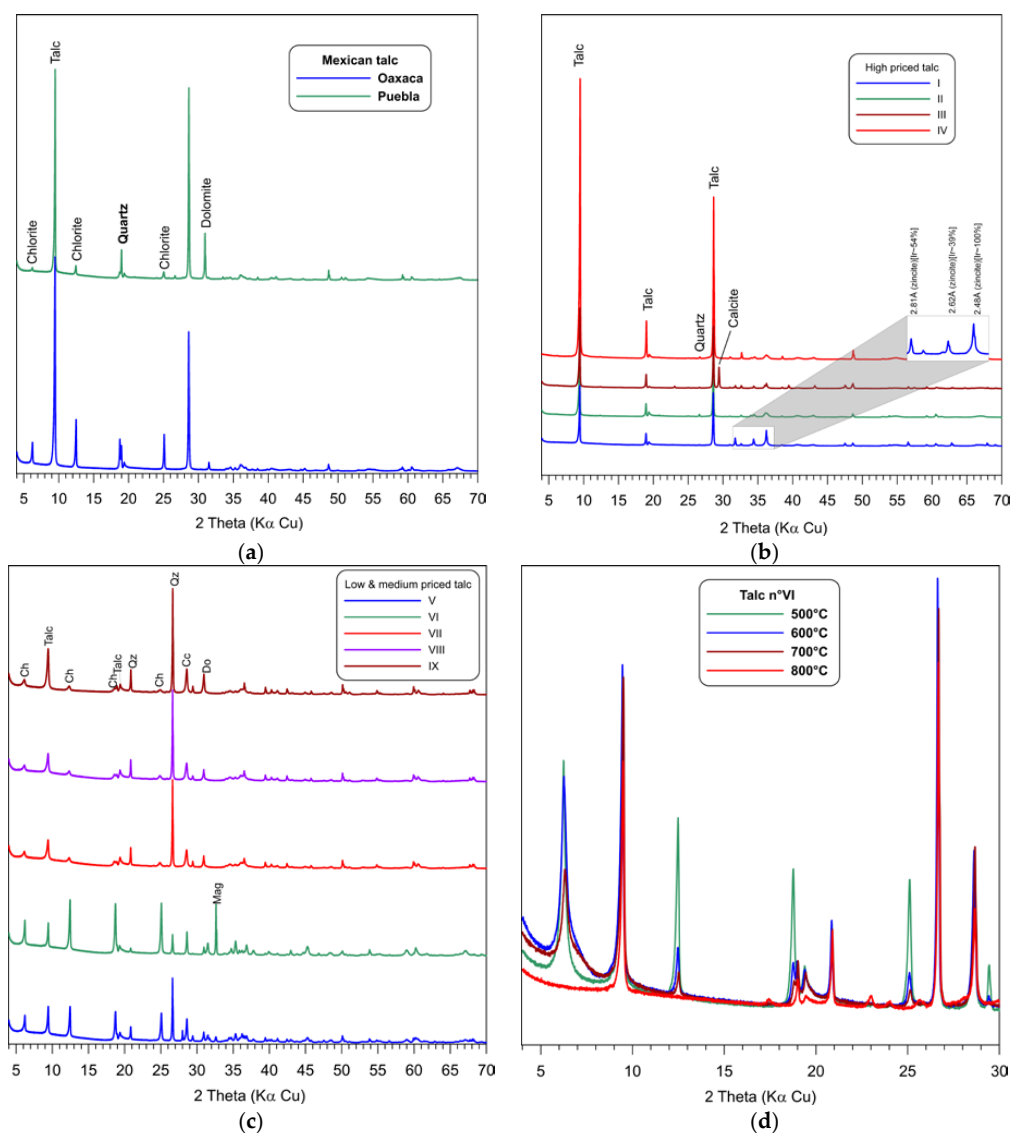 Mexican talc
Oaxaca
Puebla
Talc
Chlorite
Chlorite
Quartz
Chlorite
Dolomite
5 10 15 20 25 30 35 40 45 50 55 60 65 70
2 Theta (Kα Cu)
(a)
High priced talc
I
II
III
IV
Talc
Talc
Talc
Quartz
Calcite
2.81Å (zincite)[Ir~54%]
2.62Å (zincite)[Ir~39%]
2.48Å (zincite)[Ir~100%]
5 10 15 20 25 30 35 40 45 50 55 60 65 70
2 Theta (Kα Cu)
(b)
Low & medium priced talc
V
VI
VII
VIII
IX
Ch
Talc
Ch
Ch
Talc
Qz
Ch
Qz
Cc
Do
Mag
5 10 15 20 25 30 35 40 45 50 55 60 65 70
2 Theta (Kα Cu)
(c)
Talc n°VI
500°C
600°C
700°C
800°C
5 10 15 20 25 30
2 Theta (Kα Cu)
(d)